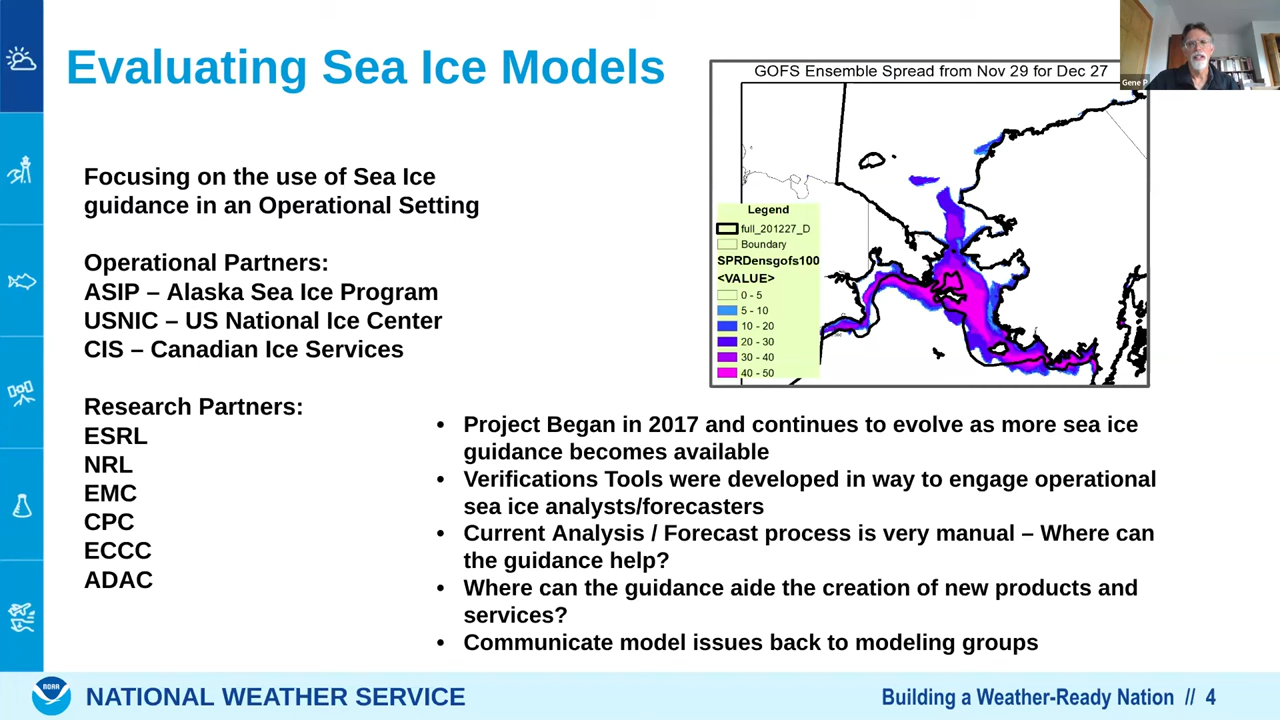 Evaluating Sea Ice Models
Focusing on the use of Sea Ice
guidance in an Operational Setting
Operational Partners:
ASIP – Alaska Sea Ice Program
USNIC – US National Ice Center
CIS – Canadian Ice Services
Research Partners:
ESRL
NRL
EMC
CPC
ECCC
ADAC
GOFS Ensemble Spread from Nov 29 for Dec 27
Gene P
Legend
full_201227_D
Boundary
SPRDensgofs100
<VALUE>
0 - 5
5 - 10
10 - 20
20 - 30
30 - 40
40 - 50
• Project Began in 2017 and continues to evolve as more sea ice
guidance becomes available
• Verifications Tools were developed in way to engage operational
sea ice analysts/forecasters
• Current Analysis / Forecast process is very manual – Where can
the guidance help?
• Where can the guidance aide the creation of new products and
services?
• Communicate model issues back to modeling groups
NOAA
NATIONAL WEATHER SERVICE
Building a Weather-Ready Nation // 4